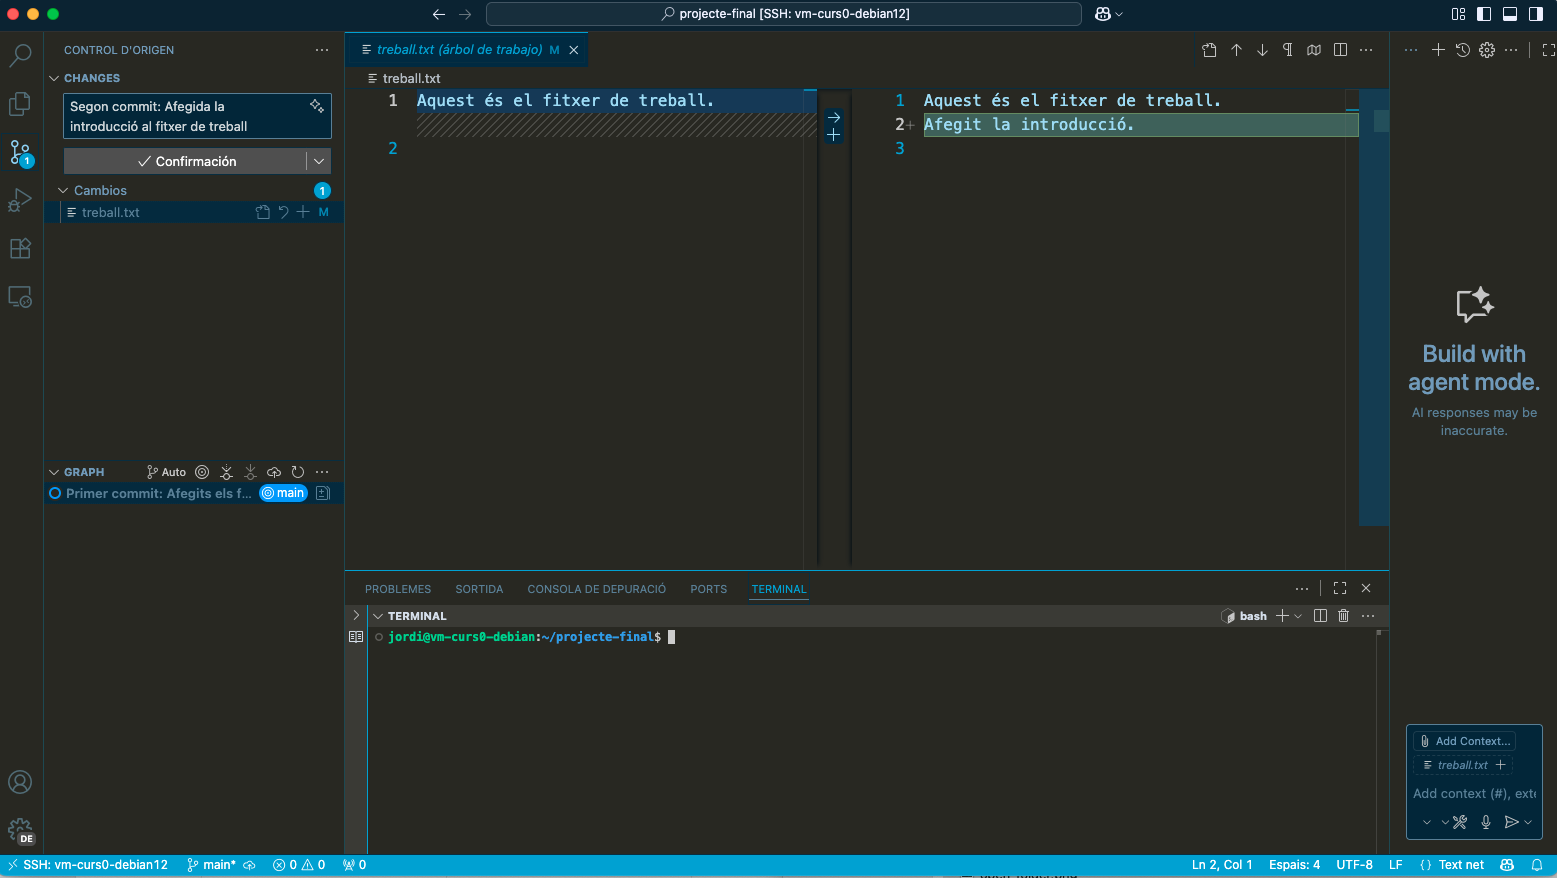 projecte-final [SSH: vm-curs0-debian12]
CONTROL D'ORIGEN
CHANGES
Segon commit: Afegida la
introducció al fitxer de treball
Confirmación
Cambios
1
treball.txt
M
1
GRAPH
Auto
Primer commit: Afegits els f...
main
treball.txt (árbol de trabajo) M
treball.txt
1 Aquest és el fitxer de treball.
2
1 Aquest és el fitxer de treball.
2+ Afegit la introducció.
3
PROBLEMES
SORTIDA
CONSOLA DE DEPURACIÓ
PORTS
TERMINAL
TERMINAL
bash
jordi@vm-curs0-debian:~/projecte-final$
Build with
agent mode.
AI responses may be
inaccurate.
Add Context...
treball.txt
Add context (#), exte
DE
SSH: vm-curs0-debian12
main*
0
0
0
Ln 2, Col 1
Espais: 4
UTF-8
LF
{ } Text net